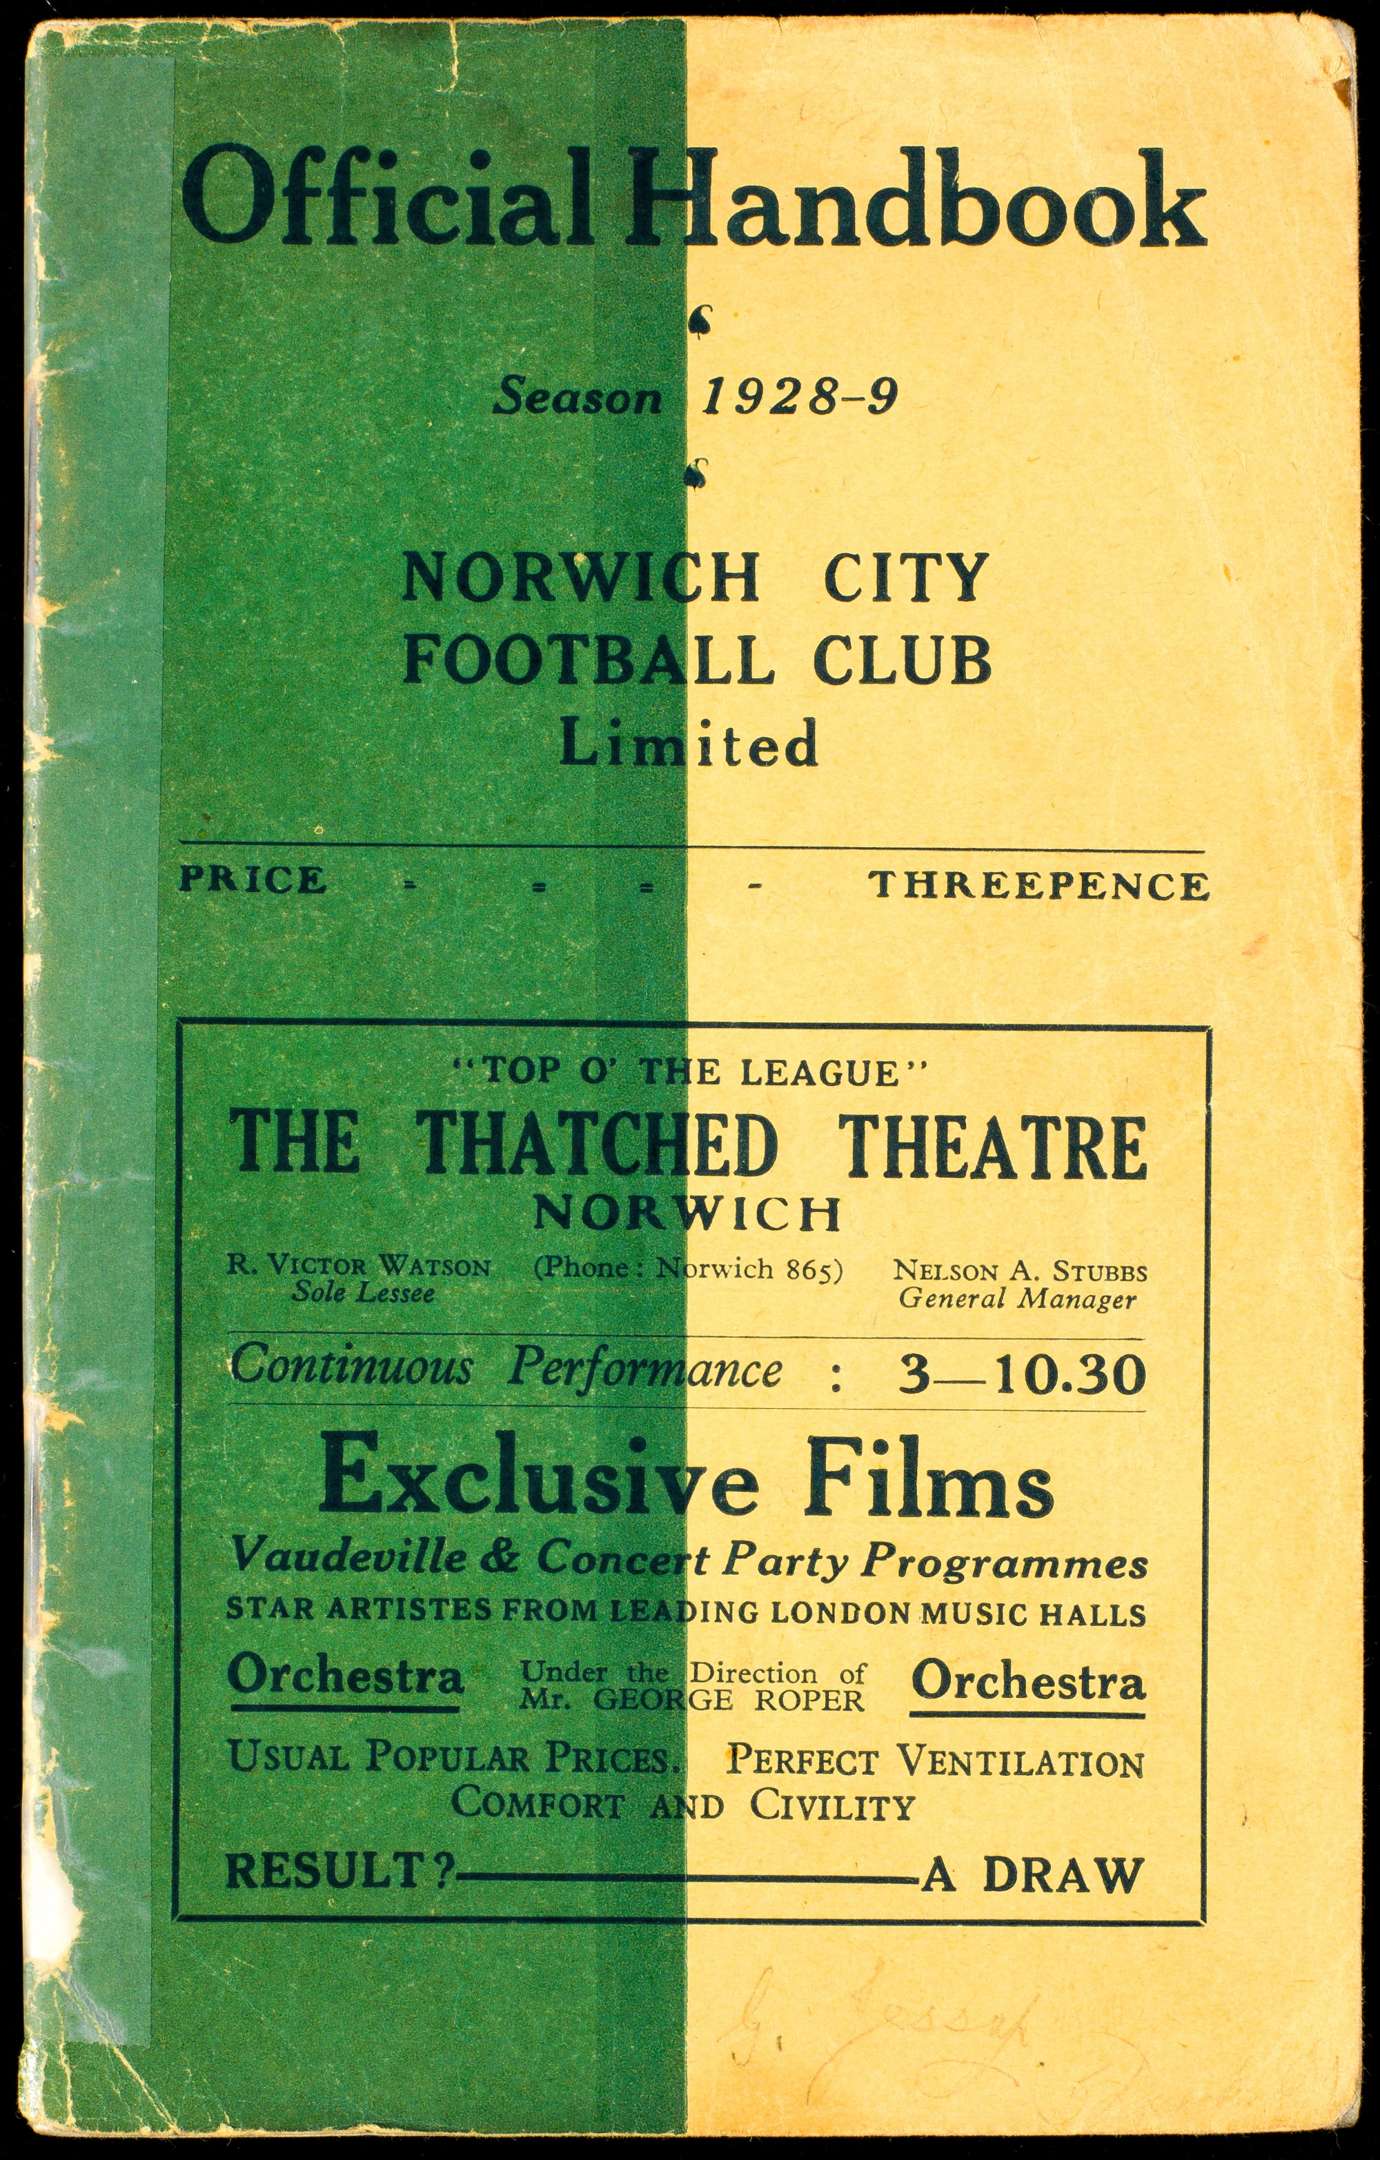 Official Handbook
Season 1928-9
NORWICH CITY
FOOTBALL CLUB
Limited
PRICE - - - - THREEPENCE
"TOP O' THE LEAGUE"
THE THATCHED THEATRE
NORWICH
R. VICTOR WATSON (Phone: Norwich 865) NELSON A. STUBBS
Sole Lessee General Manager
Continuous Performance : 3—10.30
Exclusive Films
Vaudeville & Concert Party Programmes
STAR ARTISTES FROM LEADING LONDON MUSIC HALLS
Orchestra Under the Direction of Orchestra
Mr. GEORGE ROPER
USUAL POPULAR PRICES. PERFECT VENTILATION
COMFORT AND CIVILITY
RESULT?————A DRAW
G. Jessup